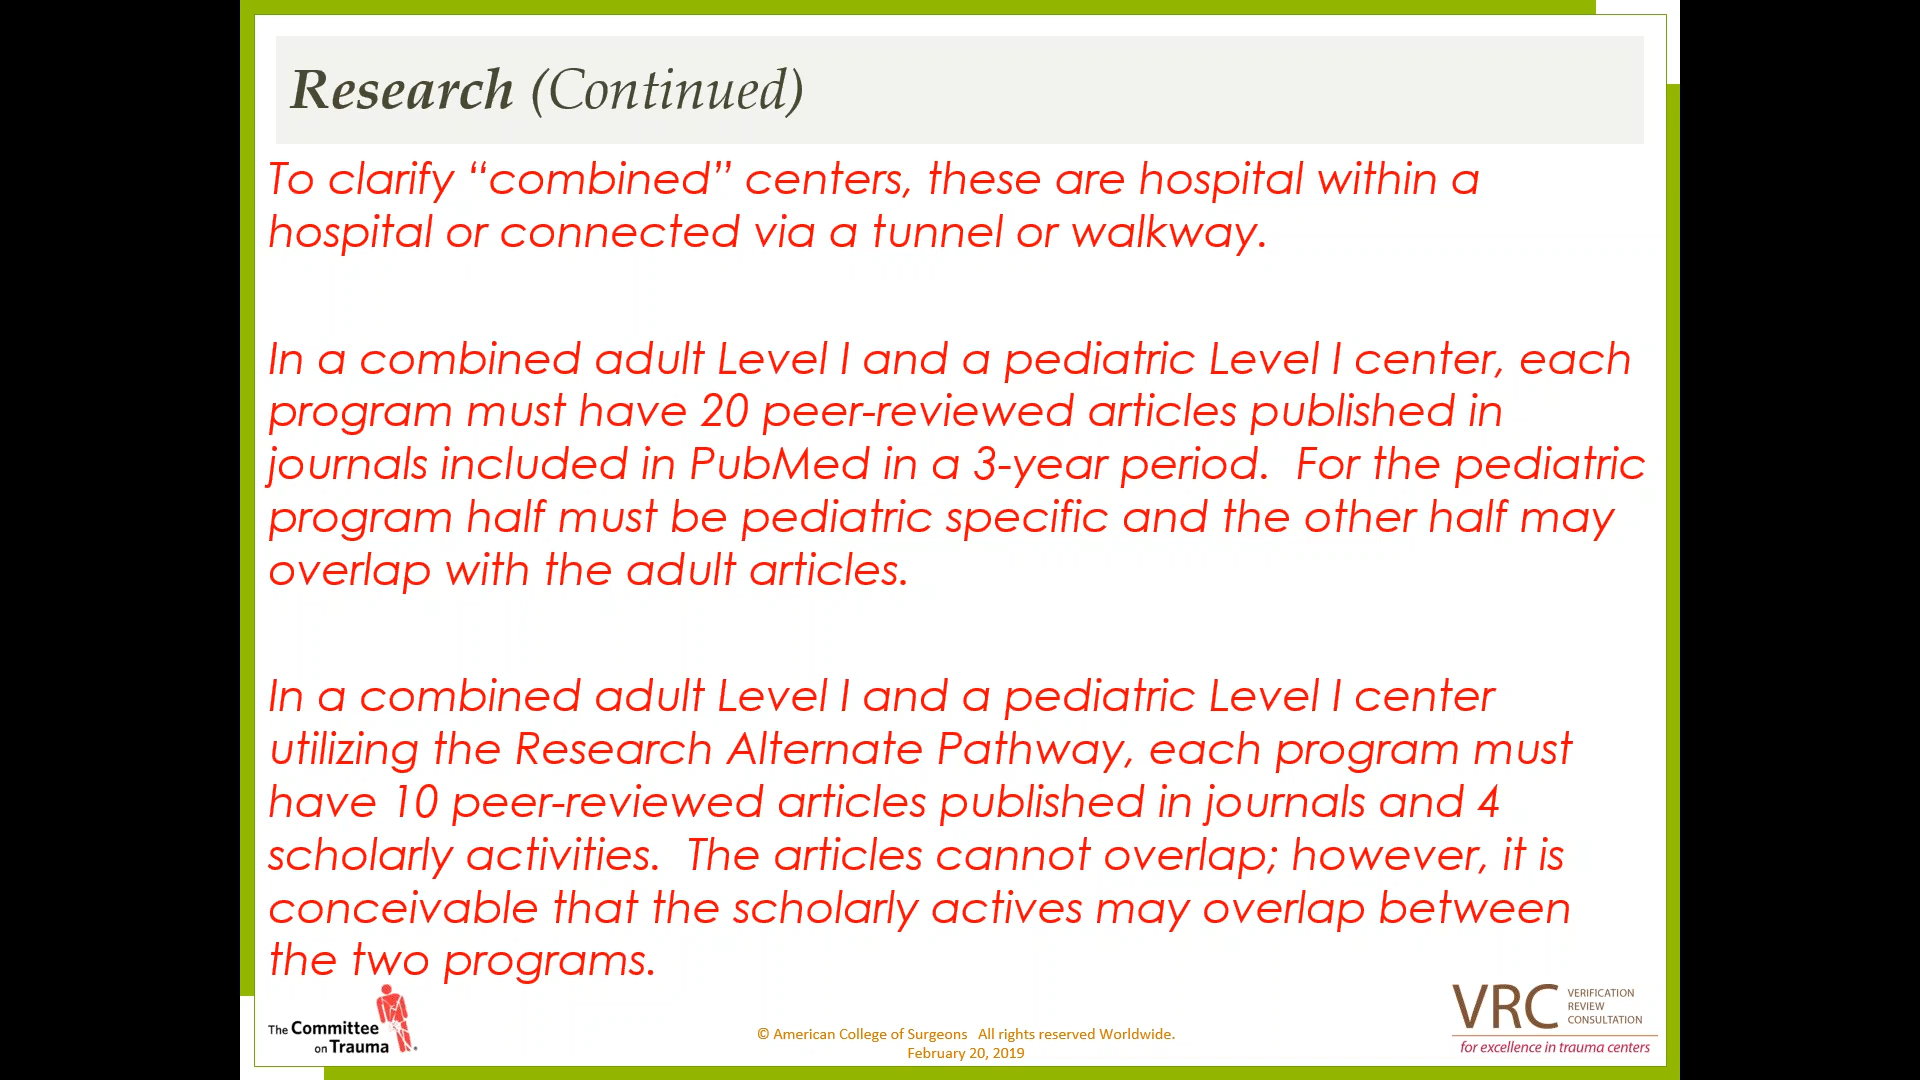 Research (Continued)
To clarify “combined” centers, these are hospital within a
hospital or connected via a tunnel or walkway.
In a combined adult Level I and a pediatric Level I center, each
program must have 20 peer-reviewed articles published in
journals included in PubMed in a 3-year period.  For the pediatric
program half must be pediatric specific and the other half may
overlap with the adult articles.
In a combined adult Level I and a pediatric Level I center
utilizing the Research Alternate Pathway, each program must
have 10 peer-reviewed articles published in journals and 4
scholarly activities.  The articles cannot overlap; however, it is
conceivable that the scholarly actives may overlap between
the two programs.
The Committee
on Trauma
© American College of Surgeons   All rights reserved Worldwide.
February 20, 2019
VRC
VERIFICATION
REVIEW
CONSULTATION
for excellence in trauma centers